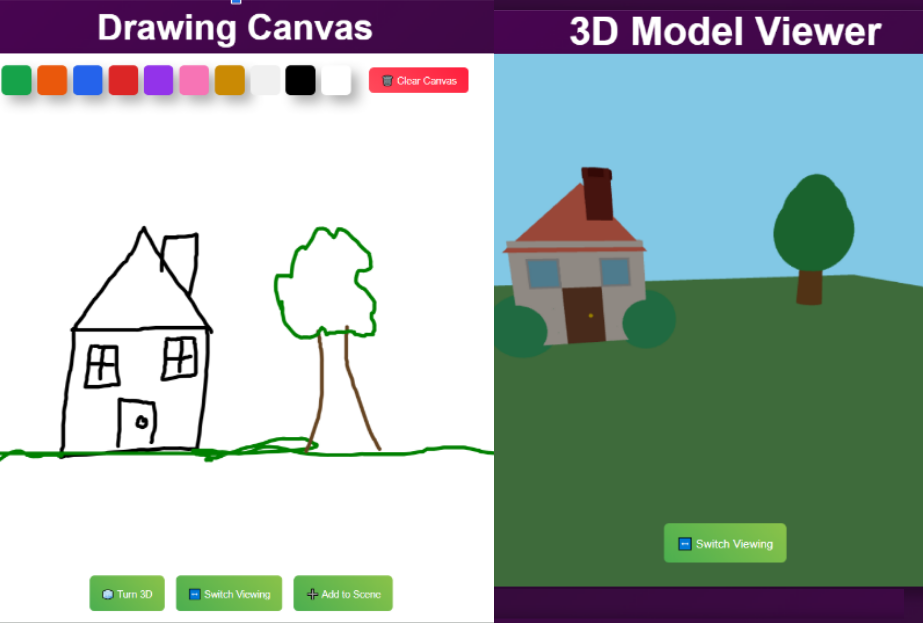 Drawing Canvas
Clear Canvas
Turn 3D
Switch Viewing
Add to Scene
3D Model Viewer
Switch Viewing